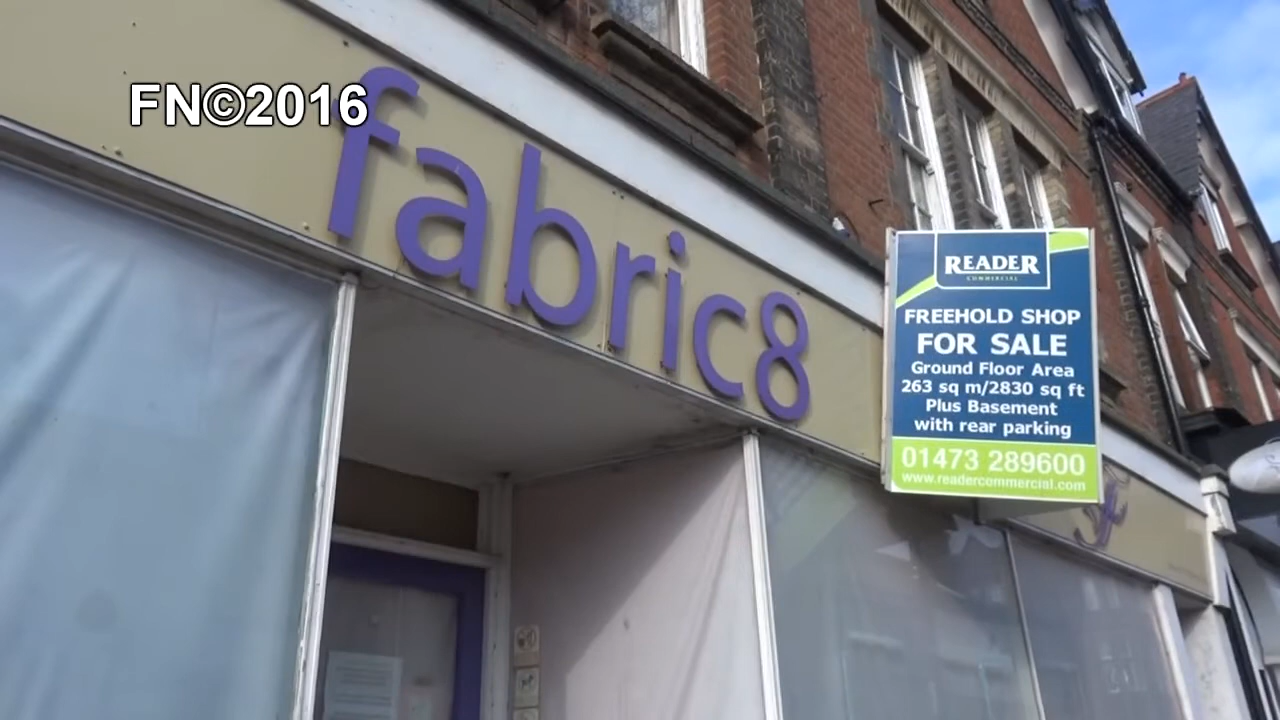 FN©2016
fabric8
READER
COMMERCIAL
FREEHOLD SHOP
FOR SALE
Ground Floor Area
263 sq m/2830 sq ft
Plus Basement
with rear parking
01473 289600
www.readercommercial.com